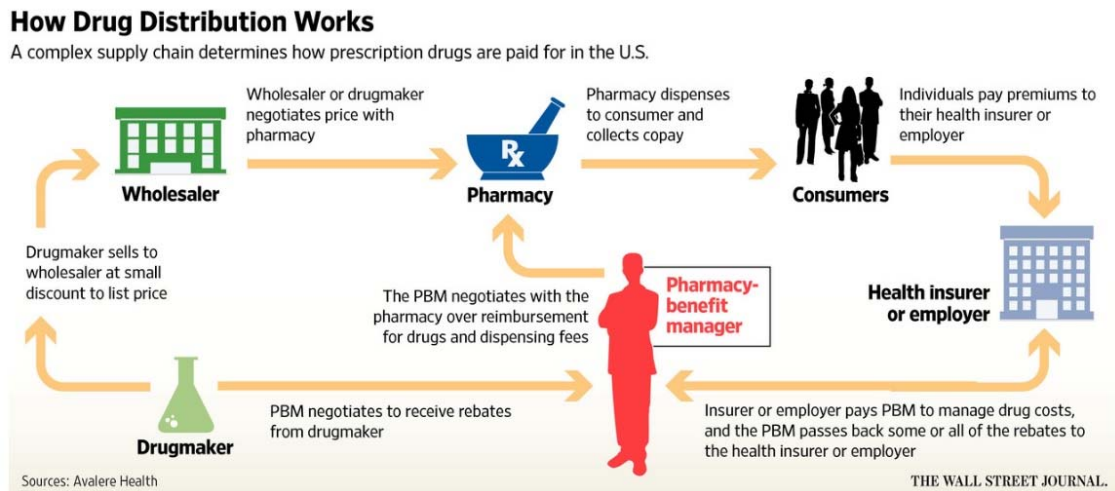 How Drug Distribution Works
A complex supply chain determines how prescription drugs are paid for in the U.S.
Wholesaler or drugmaker
negotiates price with
pharmacy
Pharmacy dispenses
to consumer and
collects copay
Individuals pay premiums to
their health insurer or
employer
Rx
Wholesaler
Pharmacy
Consumers
Drugmaker sells to
wholesaler at small
discount to list price
The PBM negotiates with the
pharmacy over reimbursement
for drugs and dispensing fees
Pharmacy-
benefit
manager
Health insurer
or employer
PBM negotiates to receive rebates
from drugmaker
Drugmaker
Insurer or employer pays PBM to manage drug costs,
and the PBM passes back some or all of the rebates to
the health insurer or employer
Sources: Avalere Health
THE WALL STREET JOURNAL.